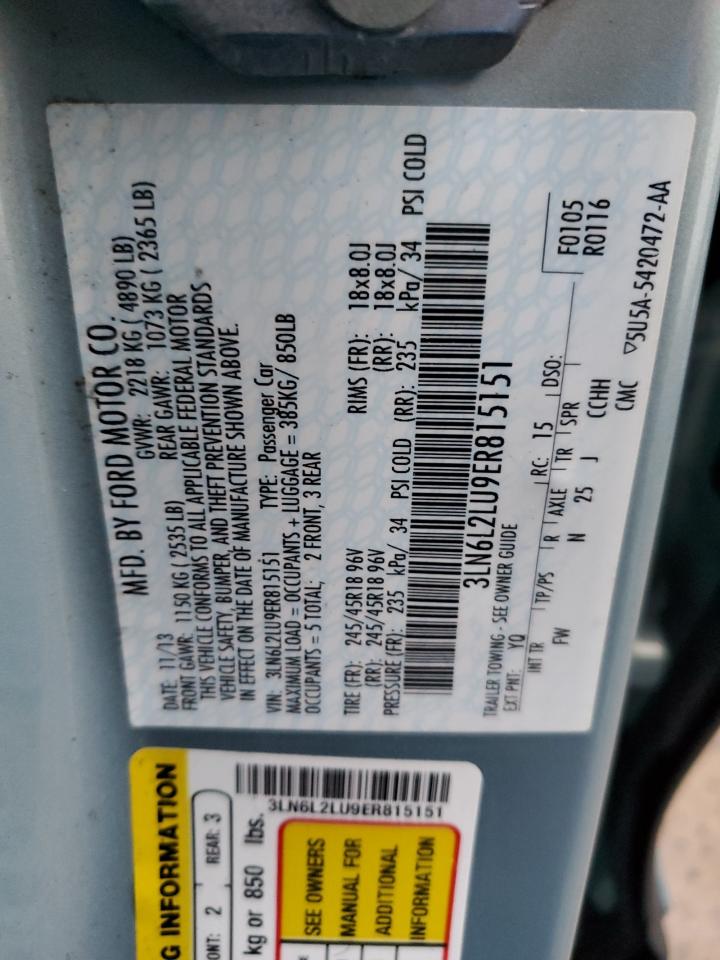 MFD. BY FORD MOTOR CO.
DATE: 11/13 GVWR: 2218 KG ( 4890 LB)
FRONT GAWR: 1150 KG ( 2535 LB) REAR GAWR: 1073 KG ( 2365 LB)
THIS VEHICLE CONFORMS TO ALL APPLICABLE FEDERAL MOTOR
VEHICLE SAFETY, BUMPER, AND THEFT PREVENTION STANDARDS
IN EFFECT ON THE DATE OF MANUFACTURE SHOWN ABOVE.
VIN: 3LN6L2LU9ER815151 TYPE: Passenger Car
MAXIMUM LOAD = OCCUPANTS + LUGGAGE = 385KG/ 850LB
OCCUPANTS = 5 TOTAL; 2 FRONT, 3 REAR
TIRE (FR): 245/45R18 96V RIMS (FR): 18x8.0J
(RR): 245/45R18 96V (RR): 18x8.0J
PRESSURE (FR): 235 kPa/ 34 PSI COLD (RR): 235 kPa/ 34 PSI COLD
3LN6L2LU9ER815151
TRAILER TOWING - SEE OWNER GUIDE
EXT PNT: YQ RC: 15 DSO: F0105
R0116
INT TR TP/PS R AXLE TR SPR
FW N 25 J CCHH
CMC
▽5U5A-5420472-AA
G INFORMATION
ONT: 2 REAR: 3
kg or 850 lbs.
3LN6L2LU9ER815151
SEE OWNERS
MANUAL FOR
ADDITIONAL
INFORMATION